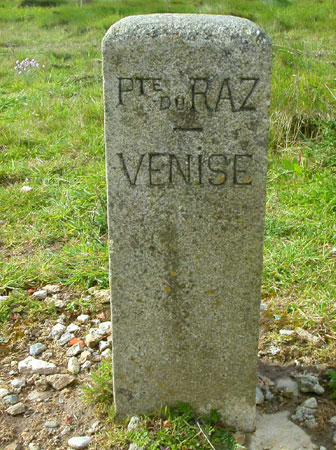 PTE DU RAZ
—
VENISE